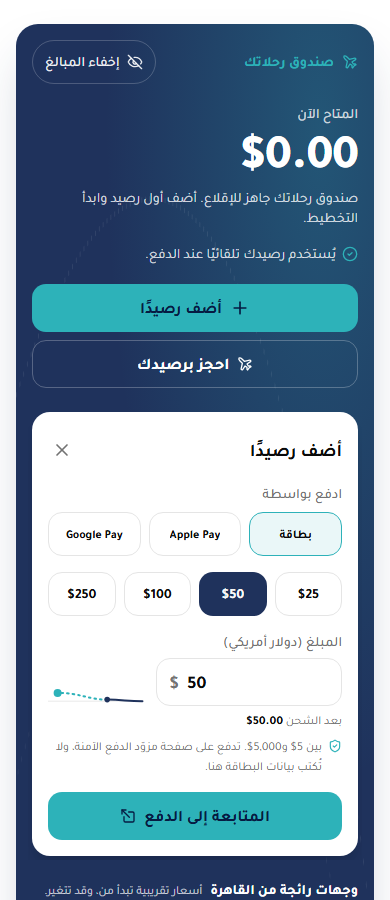 صندوق رحلاتك
إخفاء المبالغ
المتاح الآن
$0.00
صندوق رحلاتك جاهز للإقلاع. أضف أول رصيد وابدأ
التخطيط.
يُستخدم رصيدك تلقائيًا عند الدفع.
أضف رصيدًا
احجز برصيدك
أضف رصيدًا
ادفع بواسطة
بطاقة
Apple Pay
Google Pay
$25
$50
$100
$250
المبلغ (دولار أمريكي)
$ 50
بعد الشحن $50.00
بين 5$ و5,000$. تدفع على صفحة مزوّد الدفع الآمنة، ولا
تُكتب بيانات البطاقة هنا.
المتابعة إلى الدفع
وجهات رائجة من القاهرة أسعار تقريبية تبدأ من، وقد تتغير.